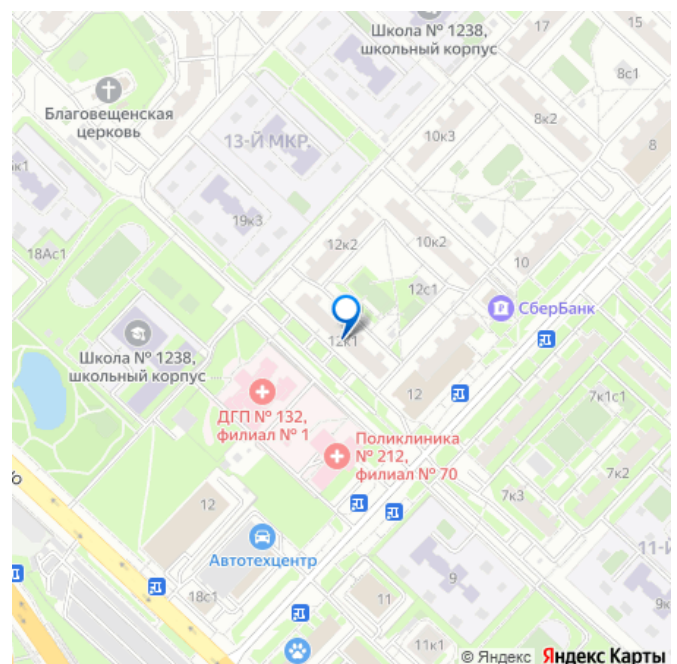 17
15
Школа № 1238,
школьный корпус
8с1
Благовещенская
церковь
8к2
10к3
13-Й МКР.
8
19к3
12к2
10к2
18Ас1
10
12с1
СберБанк
12к1
Школа № 1238,
школьный корпус
12
7к1с1
ДГП № 132,
филиал № 1
Поликлиника
№ 212,
филиал № 70
7к2
7к3
12
Автотехцентр
11-Й
9
18с1
11
9к
11к1
© Яндекс Яндекс Карты